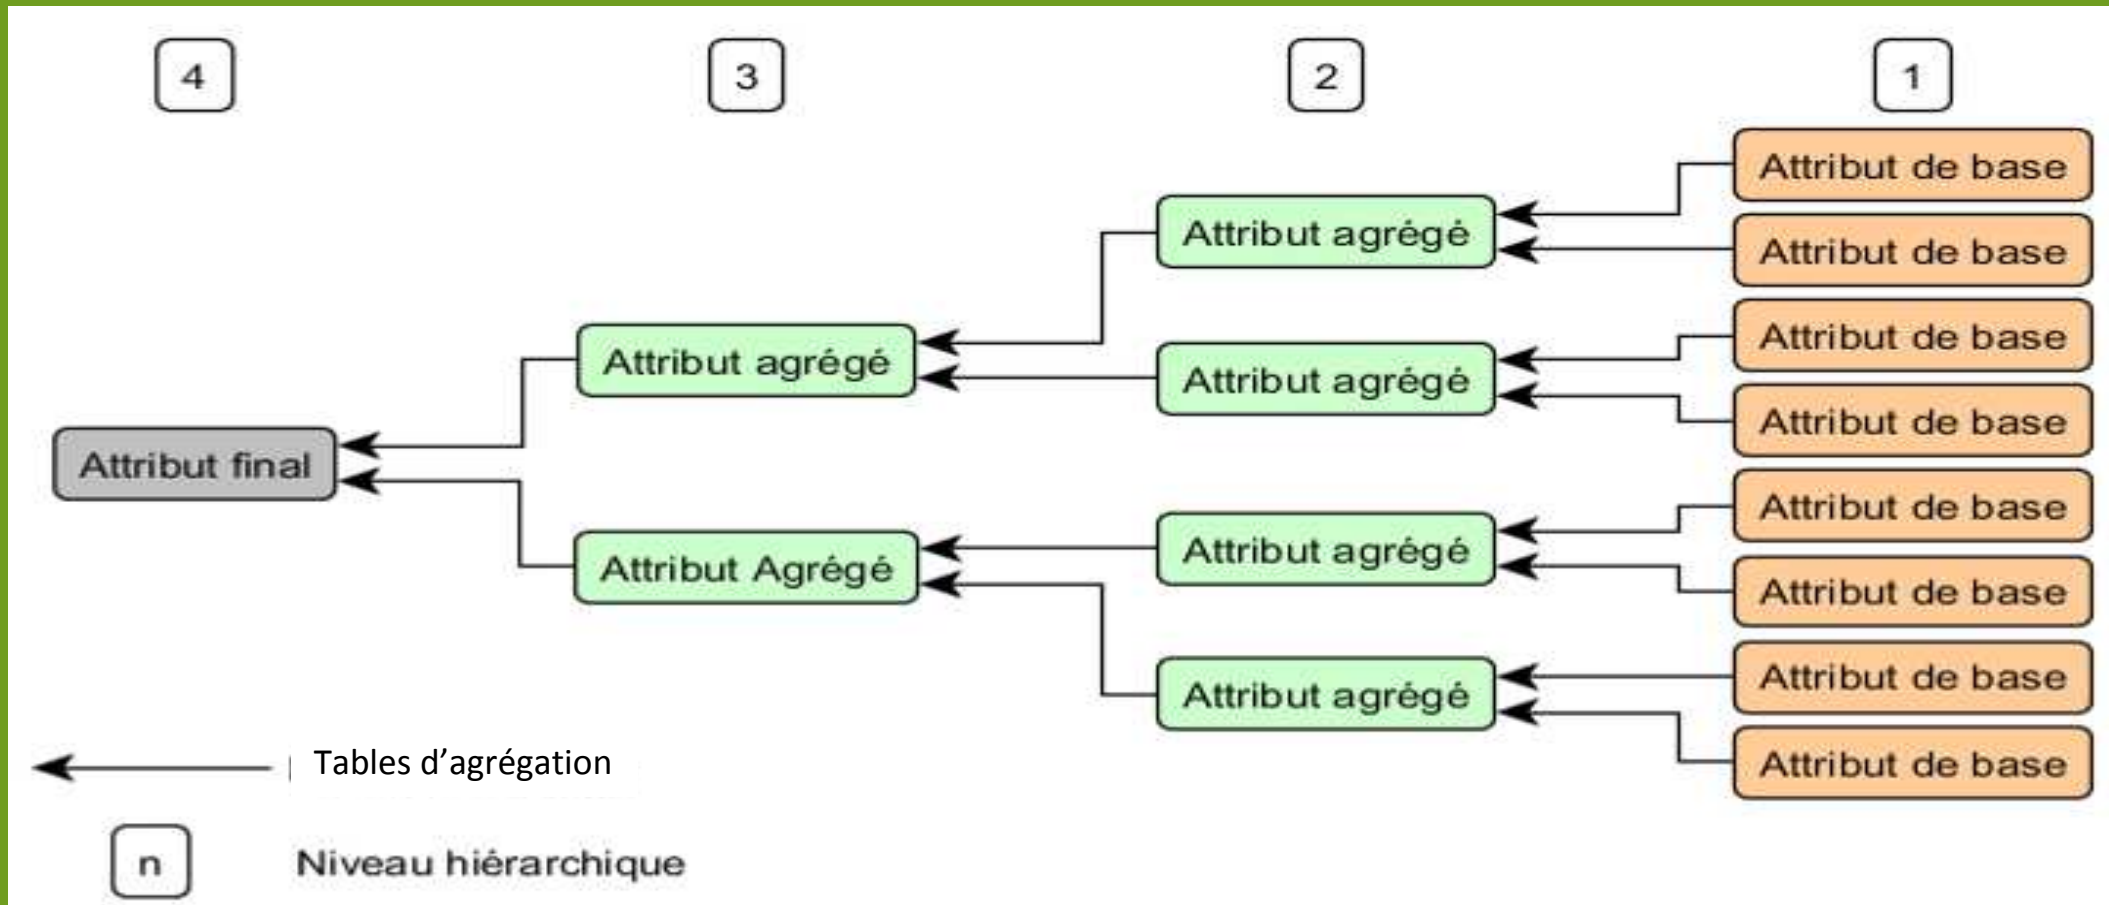 4
3
2
1
Attribut de base
Attribut agrégé
Attribut de base
Attribut de base
Attribut agrégé
Attribut agrégé
Attribut de base
Attribut final
Attribut de base
Attribut Agrégé
Attribut agrégé
Attribut de base
Attribut de base
Attribut agrégé
Attribut de base
Tables d’agrégation
n
Niveau hiérarchique